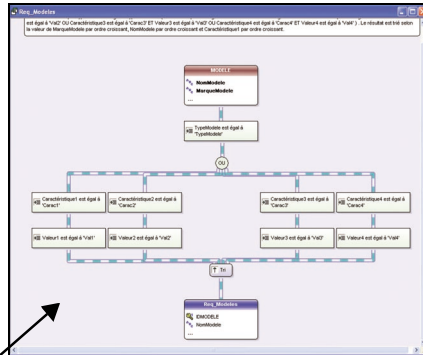 Req_Modeles
est égal à 'Val2' OU Caractéristique3 est égal à 'Carac3' ET Valeur3 est égal à 'Val3' OU Caractéristique4 est égal à 'Carac4' ET Valeur4 est égal à 'Val4' ) . Le résultat est trié selon
la valeur de MarqueModele par ordre croissant, NomModele par ordre croissant et Caractéristique1 par ordre croissant.
MODELE
NomModele
MarqueModele
...
TypeModele est égal à
'TypeModele'
OU
Caractéristique1 est égal à
'Carac1'
Caractéristique2 est égal à
'Carac2'
Caractéristique3 est égal à
'Carac3'
Caractéristique4 est égal à
'Carac4'
Valeur1 est égal à 'Val1'
Valeur2 est égal à 'Val2'
Valeur3 est égal à 'Val3'
Valeur4 est égal à 'Val4'
Tri
Req_Modeles
IDMODELE
NomModele
...